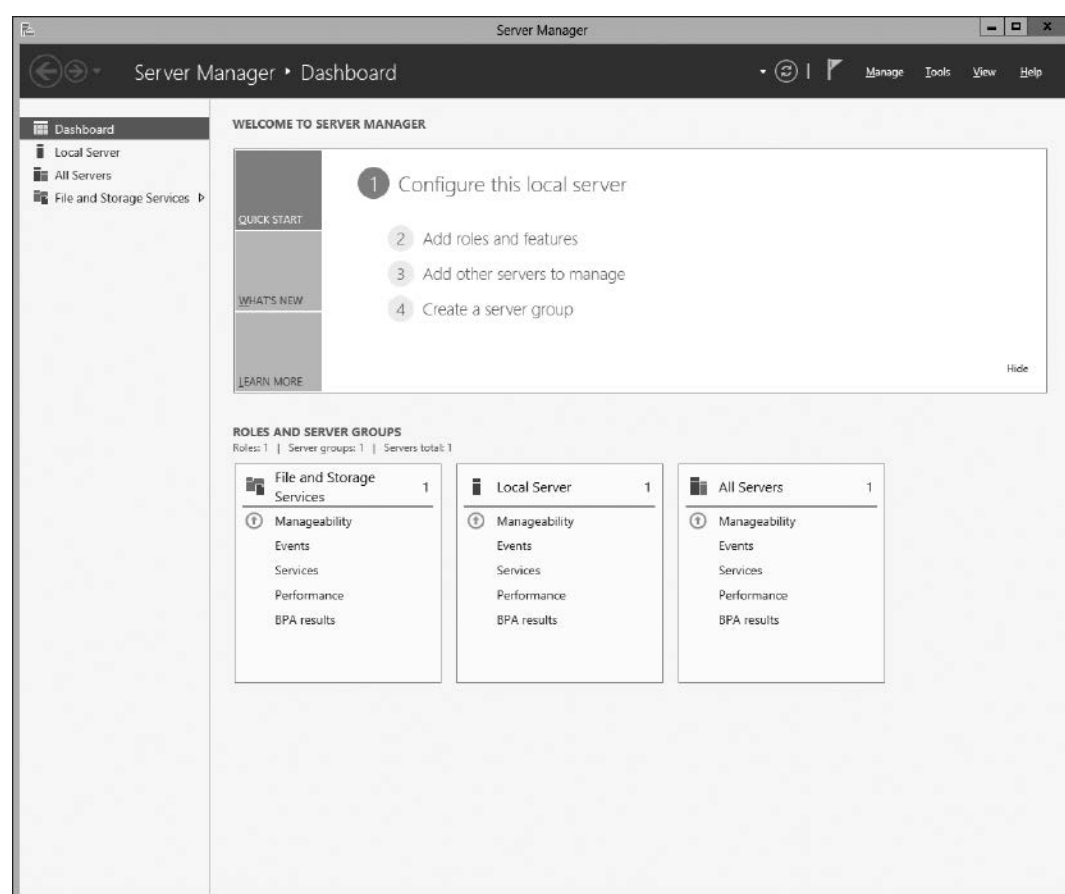 Server Manager
Server Manager • Dashboard
Manage Tools View Help
Dashboard
Local Server
All Servers
File and Storage Services
WELCOME TO SERVER MANAGER
QUICK START
WHAT'S NEW
LEARN MORE
1 Configure this local server
2 Add roles and features
3 Add other servers to manage
4 Create a server group
Hide
ROLES AND SERVER GROUPS
Roles: 1 | Server groups: 1 | Servers total: 1
File and Storage
Services 1
Manageability
Events
Services
Performance
BPA results
Local Server 1
Manageability
Events
Services
Performance
BPA results
All Servers 1
Manageability
Events
Services
Performance
BPA results